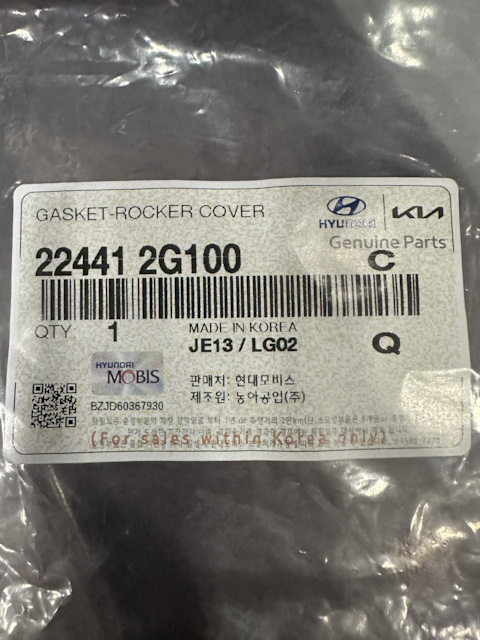 GASKET-ROCKER COVER
HYUNDAI | KIA
Genuine Parts
22441 2G100
C
QTY: 1
MADE IN KOREA
JE13 / LG02
Q
HYUNDAI
MOBIS
판매처: 현대모비스
제조원: 농아공업(주)
BZJD60367930
(For sales within Korea only)